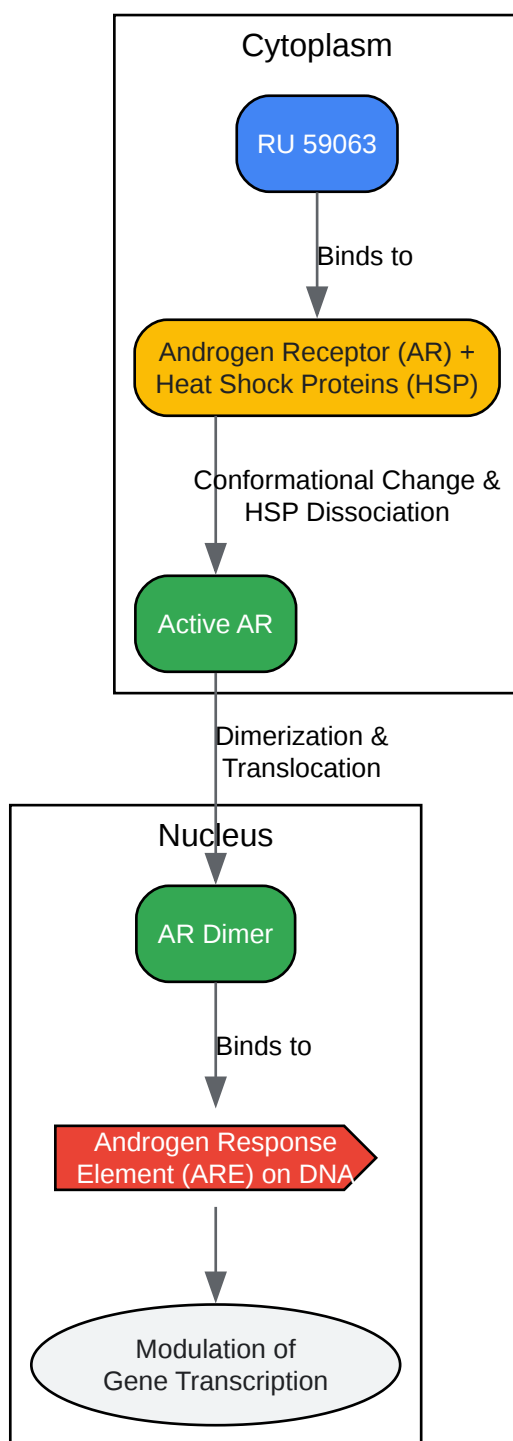 Cytoplasm
RU 59063
Binds to
Androgen Receptor (AR) +
Heat Shock Proteins (HSP)
Conformational Change &
HSP Dissociation
Active AR
Dimerization &
Translocation
Nucleus
AR Dimer
Binds to
Androgen Response
Element (ARE) on DNA
Modulation of
Gene Transcription